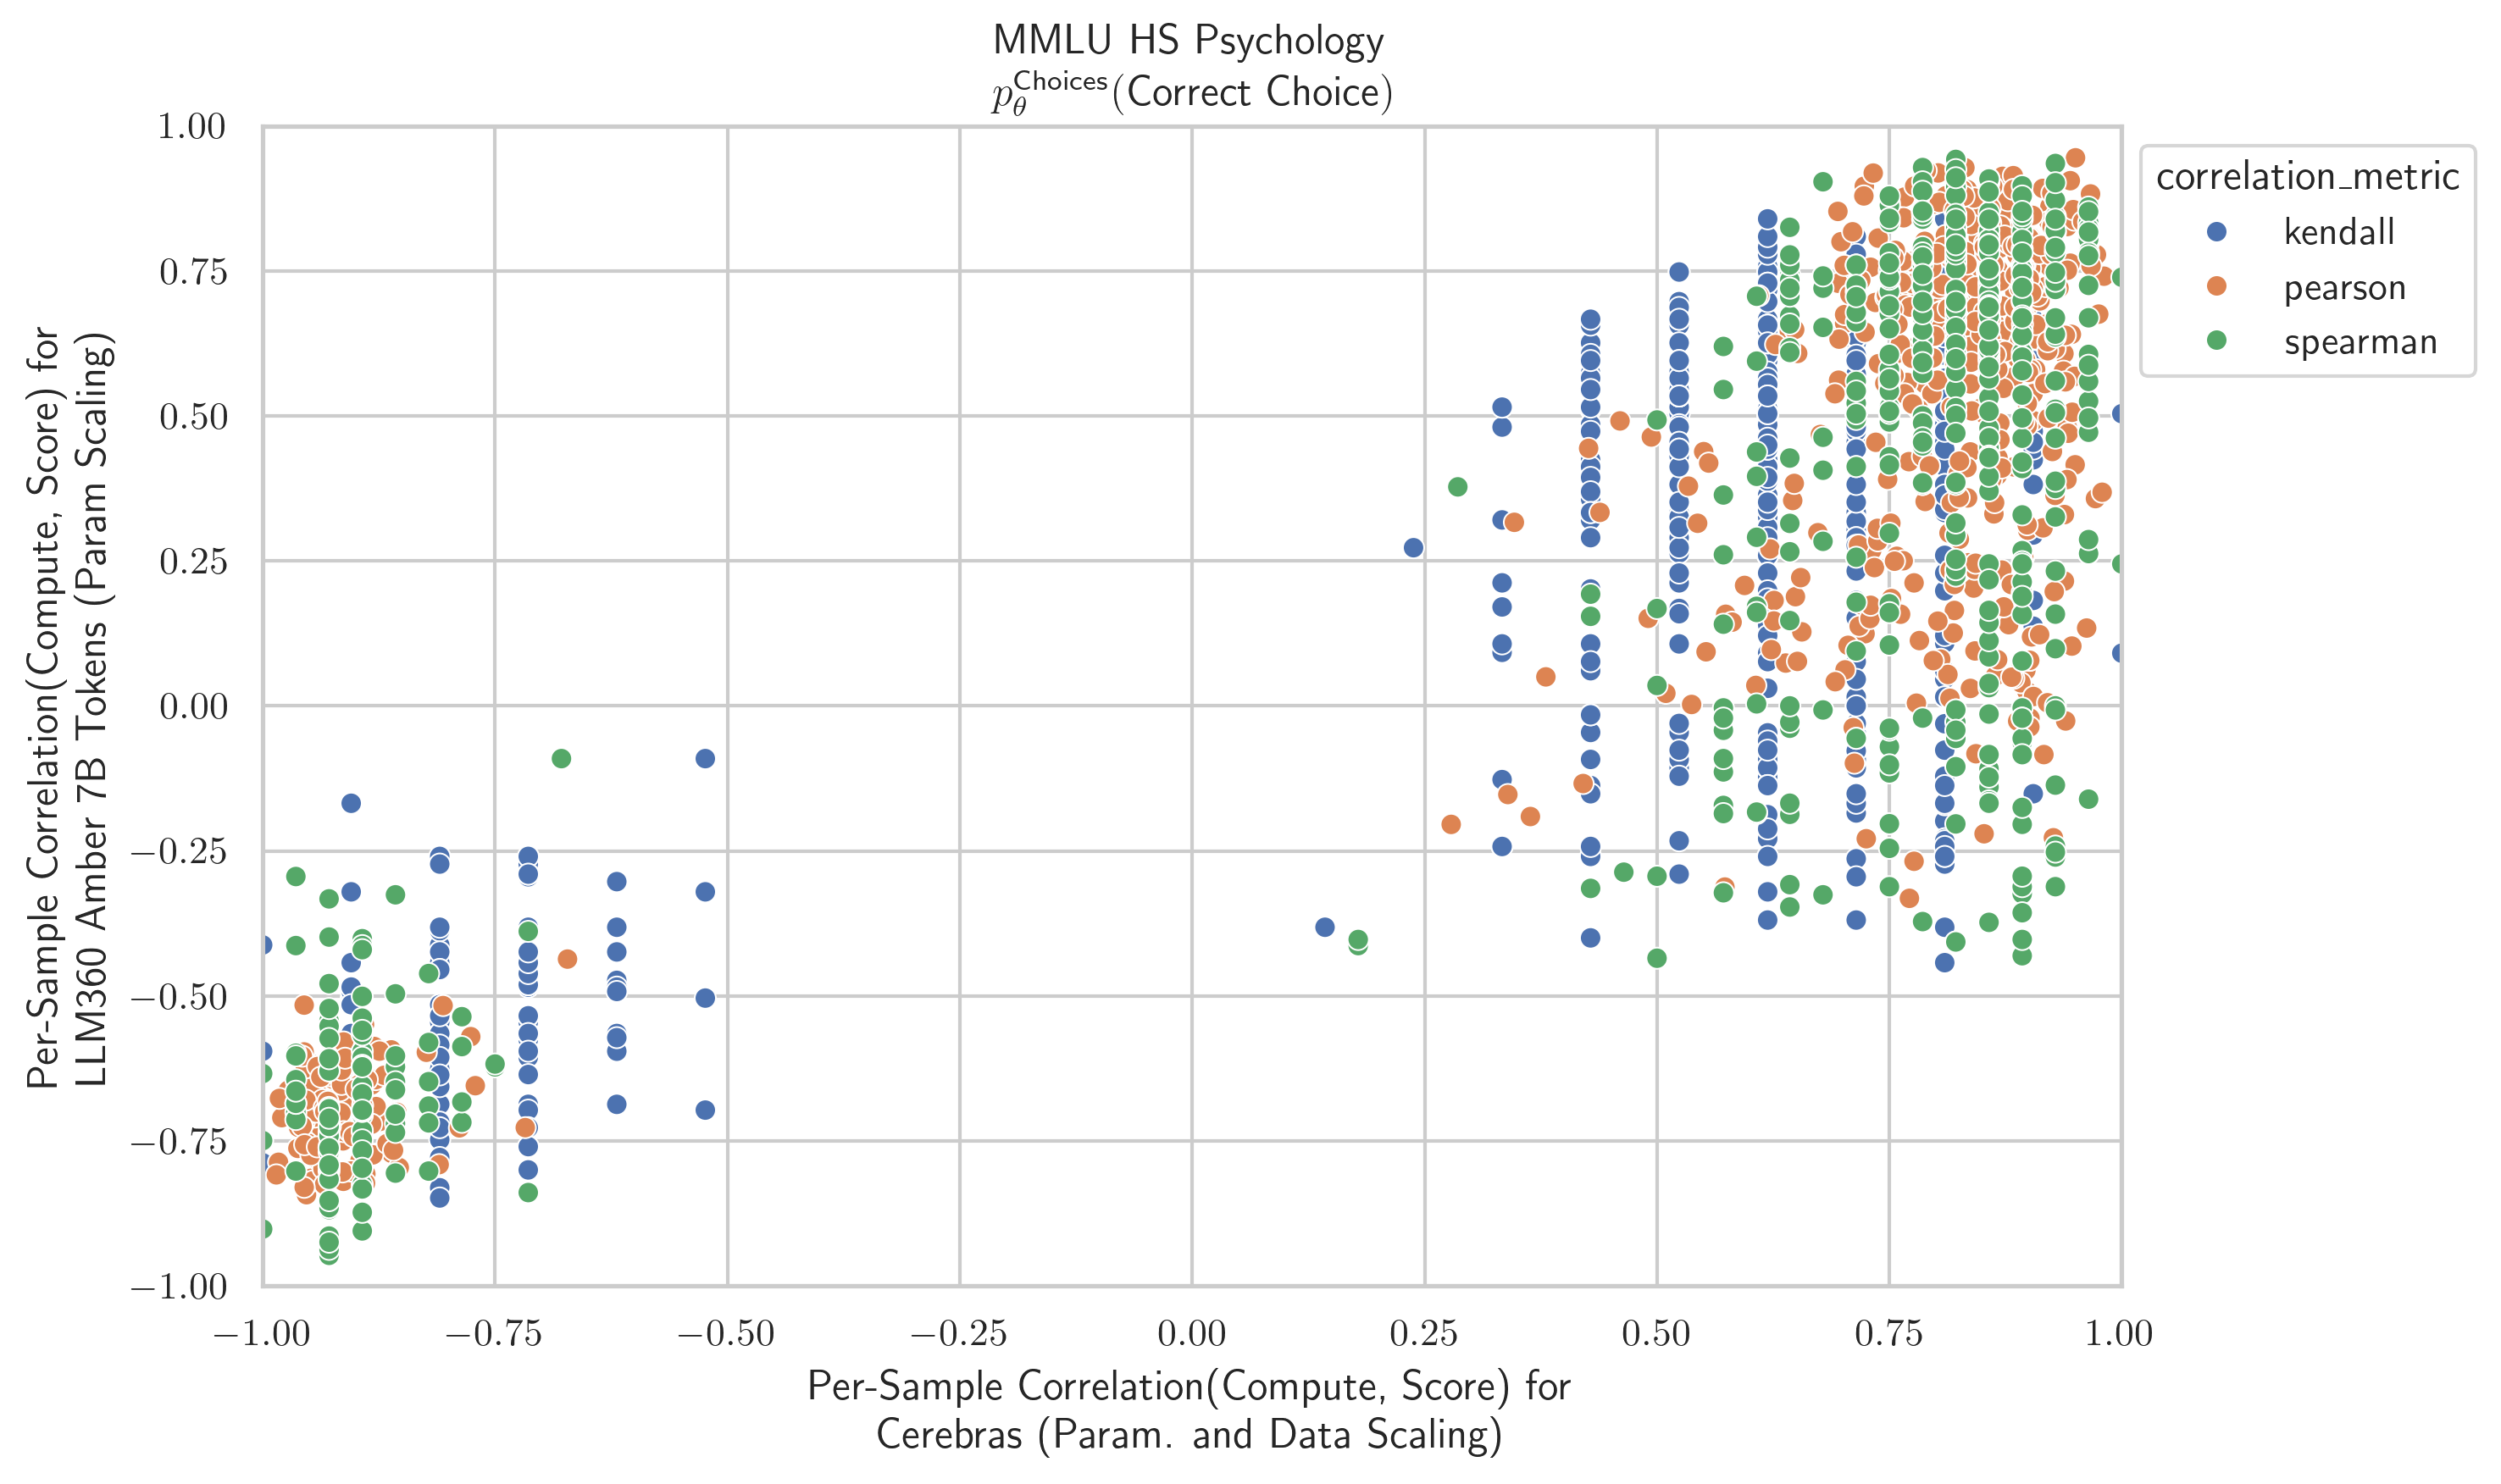 MMLU HS Psychology
p_θ^Choices(Correct Choice)
1.00
0.75
0.50
0.25
0.00
−0.25
−0.50
−0.75
−1.00
Per-Sample Correlation(Compute, Score) for
LLM360 Amber 7B Tokens (Param Scaling)
−1.00
−0.75
−0.50
−0.25
0.00
0.25
0.50
0.75
1.00
Per-Sample Correlation(Compute, Score) for
Cerebras (Param. and Data Scaling)
correlation_metric
kendall
pearson
spearman